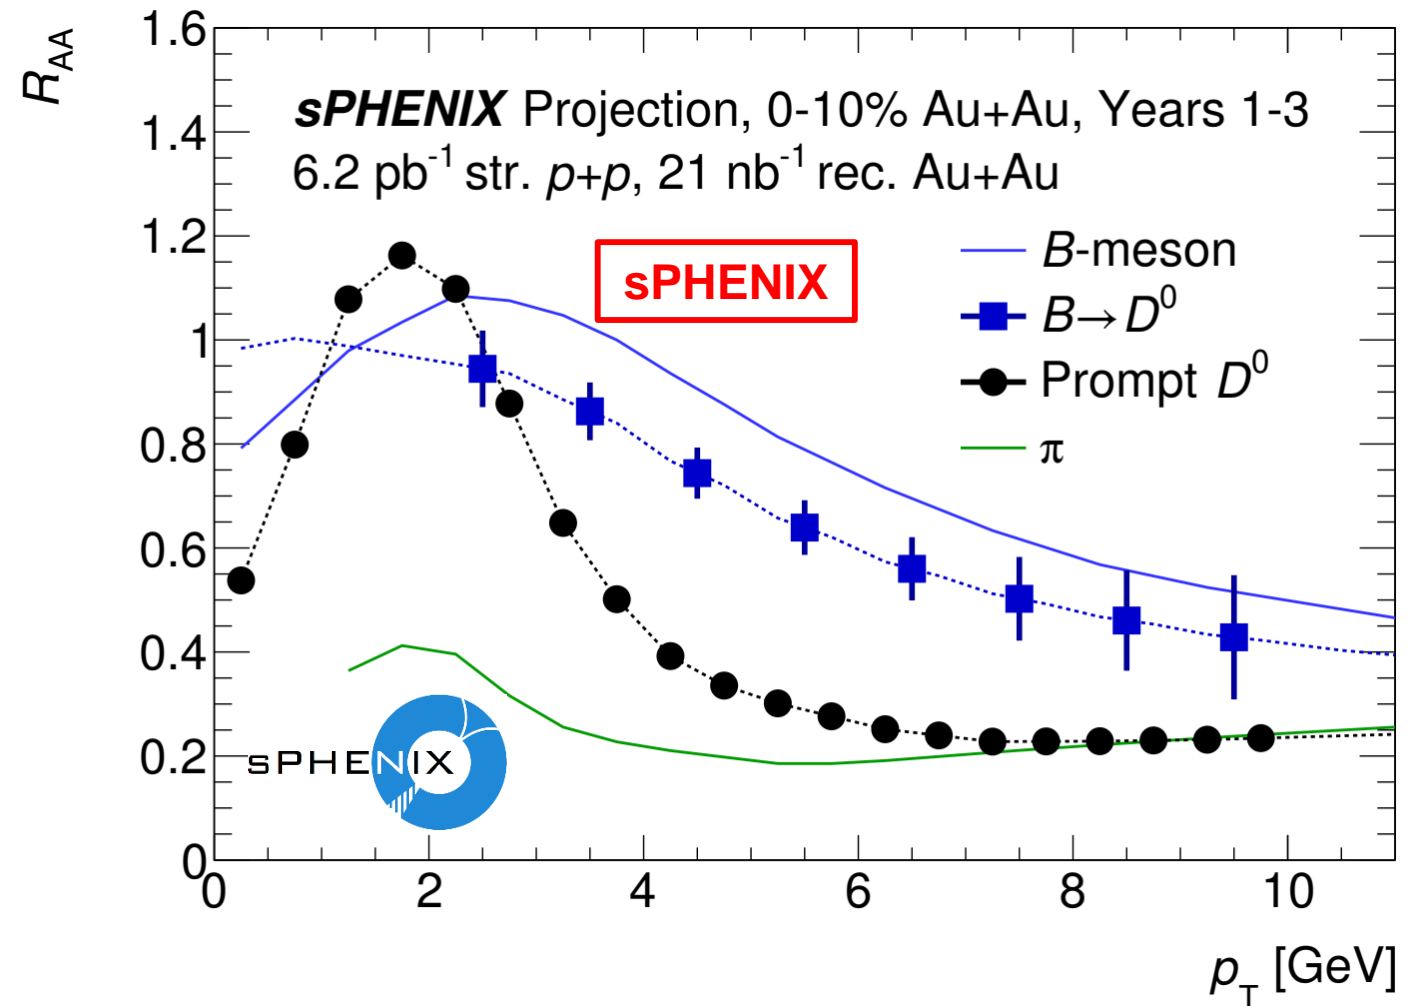 R_AA
1.6
sPHENIX Projection, 0-10% Au+Au, Years 1-3
1.4
6.2 pb⁻¹ str. p+p, 21 nb⁻¹ rec. Au+Au
1.2
B-meson
sPHENIX
B→D⁰
1
Prompt D⁰
0.8
π
0.6
0.4
0.2
sPHENIX
0
0 2 4 6 8 10
p_T [GeV]